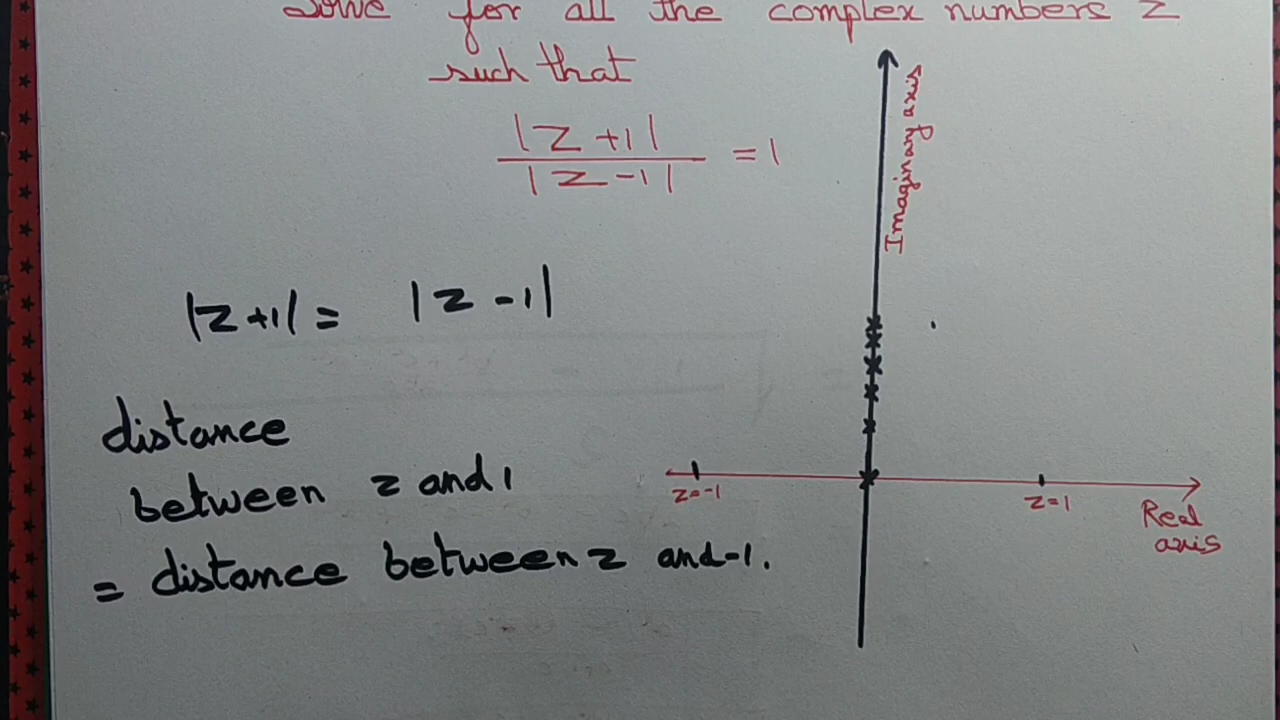 Solve for all the complex numbers z
such that
|z+1|
|z-1|
= 1
Imaginary axis
|z+1| = |z-1|
distance
between z and 1
= distance between z and -1.
z=-1
z=1
Real
axis